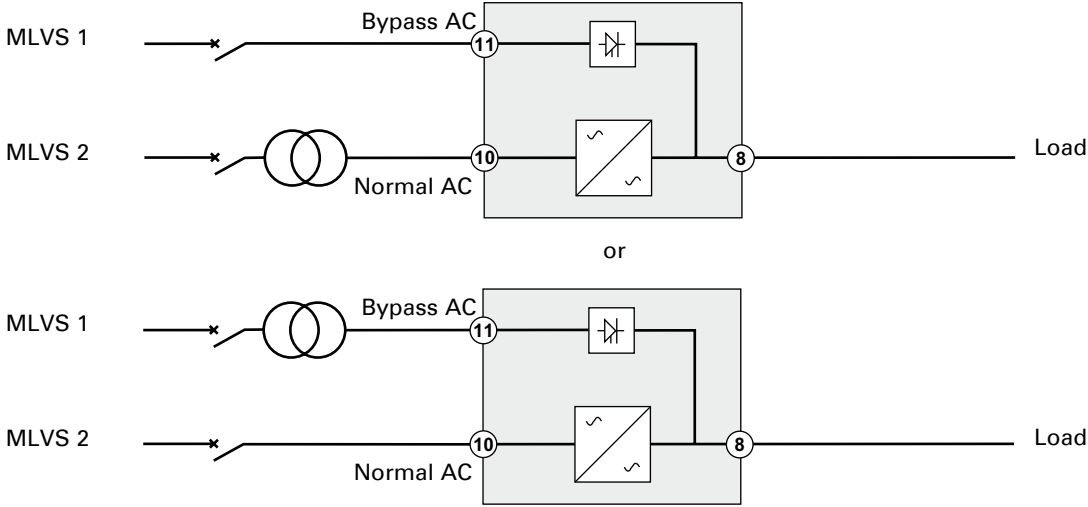 Bypass AC
MLVS 1
11
MLVS 2
10
8
Load
Normal AC
or
Bypass AC
MLVS 1
11
MLVS 2
10
8
Load
Normal AC